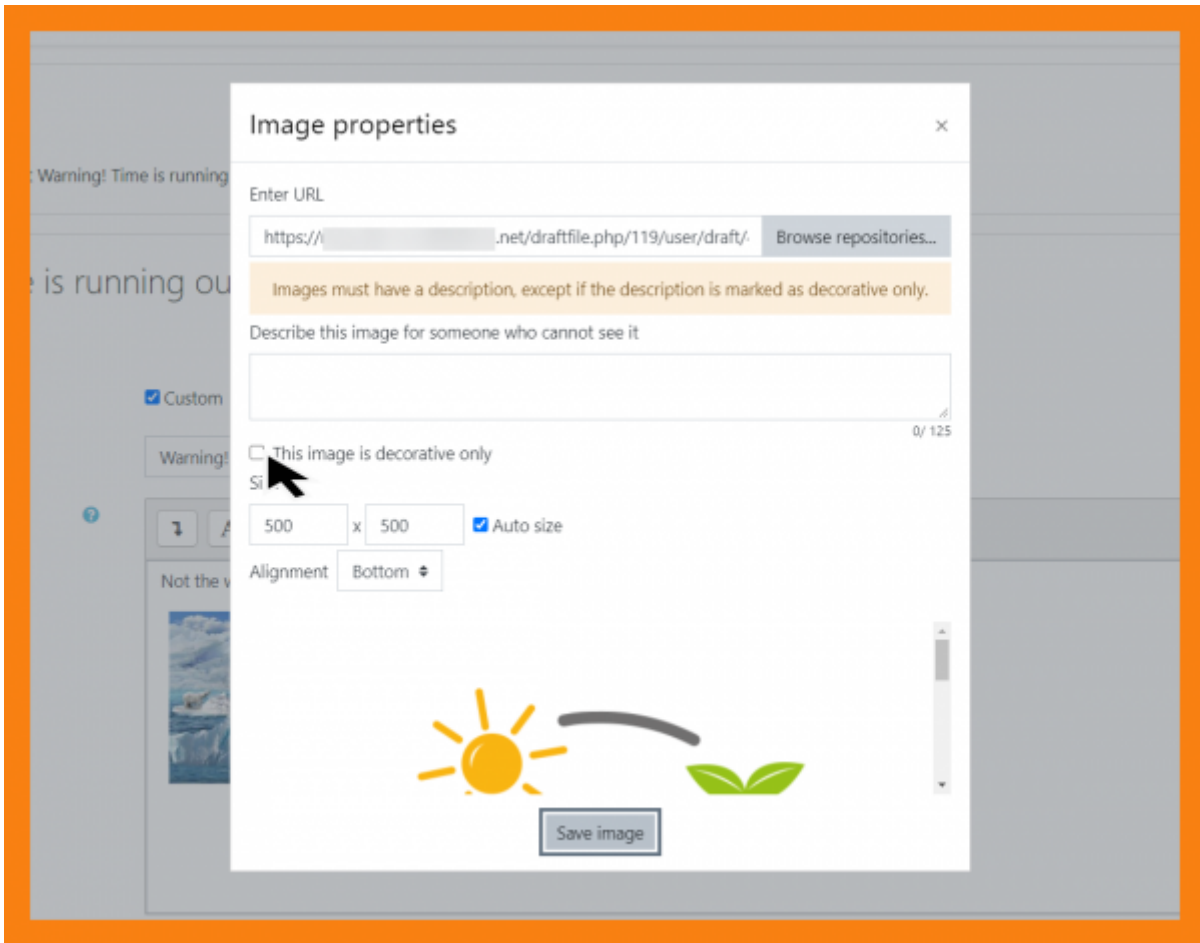 Image properties
×
: Warning! Time is running
Enter URL
https:// .net/draftfile.php/119/user/draft/
Browse repositories...
is running ou
Images must have a description, except if the description is marked as decorative only.
Describe this image for someone who cannot see it
Custom
0/ 125
Warning!
This image is decorative only
500 x 500 Auto size
Alignment Bottom
Not the
Save image